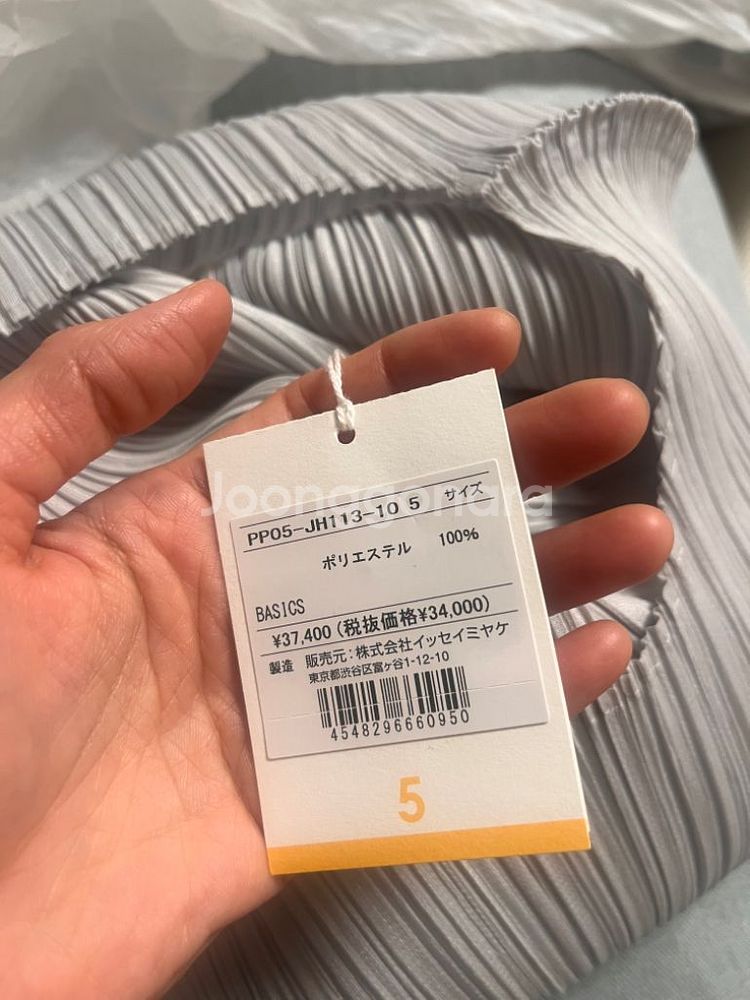 Joonggonara
PP05-JH113-10 5 サイズ
ポリエステル 100%
BASICS
¥37,400(税抜価格¥34,000)
製造 販売元:株式会社イッセイミヤケ
東京都渋谷区富ヶ谷1-12-10
4548296660950
5